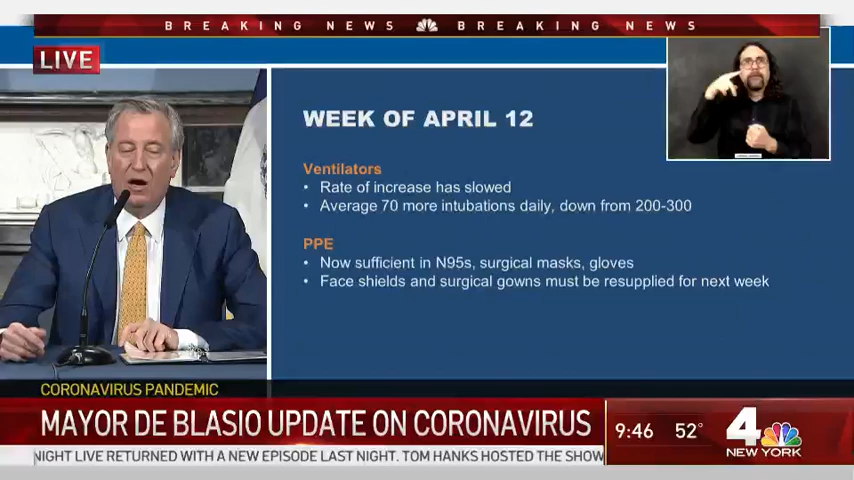 BREAKING NEWS BREAKING NEWS
LIVE
WEEK OF APRIL 12
Ventilators
• Rate of increase has slowed
• Average 70 more intubations daily, down from 200-300
PPE
• Now sufficient in N95s, surgical masks, gloves
• Face shields and surgical gowns must be resupplied for next week
CORONAVIRUS PANDEMIC
MAYOR DE BLASIO UPDATE ON CORONAVIRUS
9:46 52° 4
NEW YORK
NIGHT LIVE RETURNED WITH A NEW EPISODE LAST NIGHT. TOM HANKS HOSTED THE SHOW